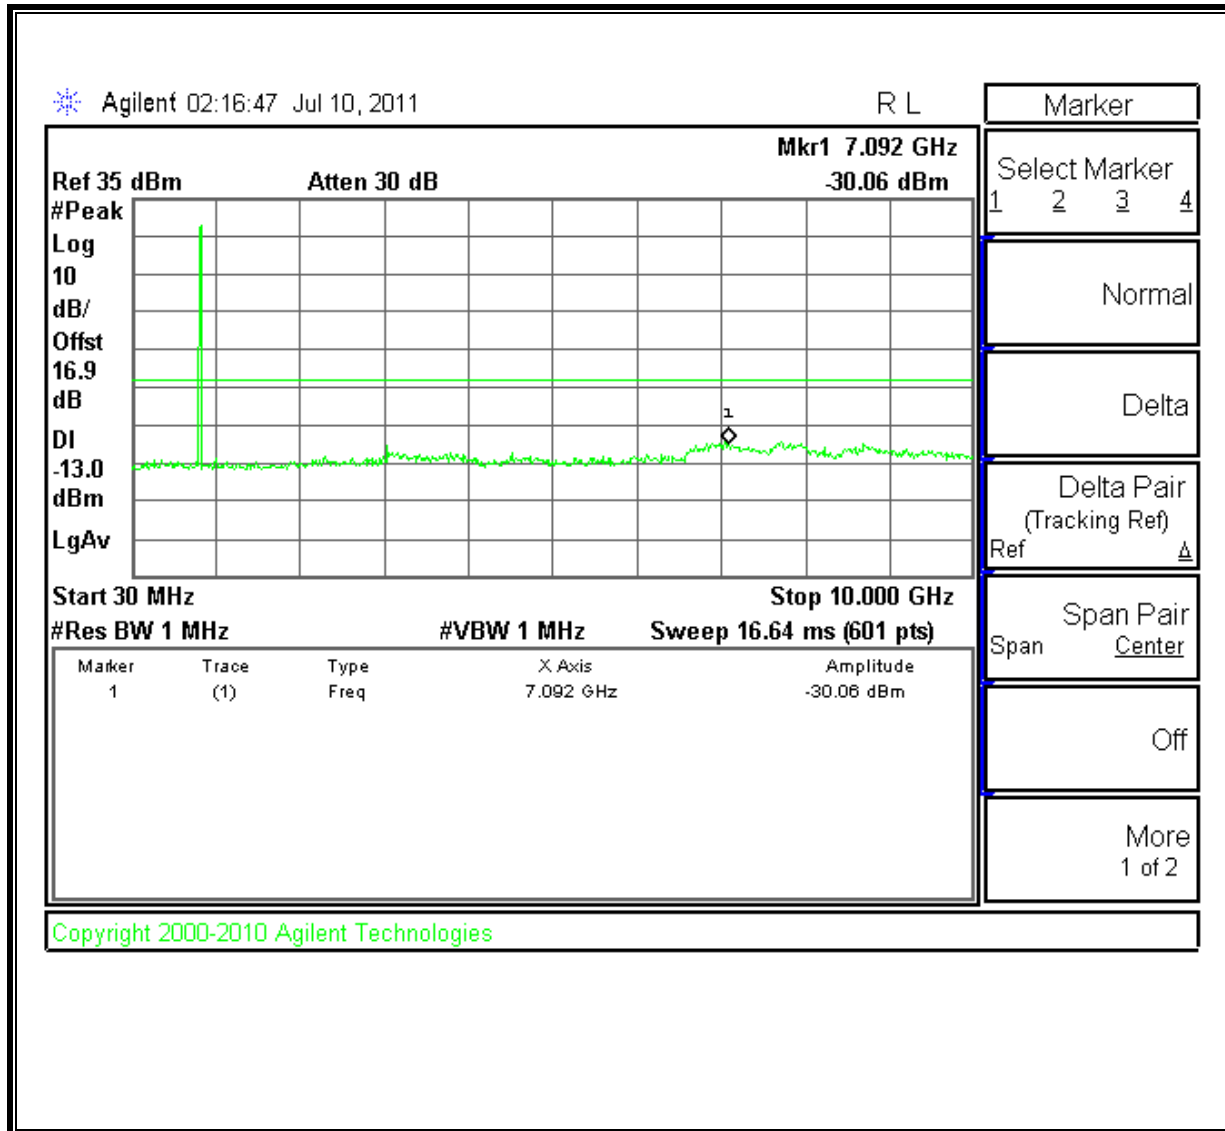 Agilent 02:16:47 Jul 10, 2011 R L
Mkr1 7.092 GHz
Ref 35 dBm Atten 30 dB -30.06 dBm
#Peak
Log
10
dB/
Offst
16.9
dB
DI
-13.0
dBm
LgAv
1
Start 30 MHz Stop 10.000 GHz
#Res BW 1 MHz #VBW 1 MHz Sweep 16.64 ms (601 pts)
Marker Trace Type X Axis Amplitude
1 (1) Freq 7.092 GHz -30.06 dBm
Copyright 2000-2010 Agilent Technologies
Marker
Select Marker
1 2 3 4
Normal
Delta
Delta Pair
(Tracking Ref)
Ref Δ
Span Pair
Span Center
Off
More
1 of 2